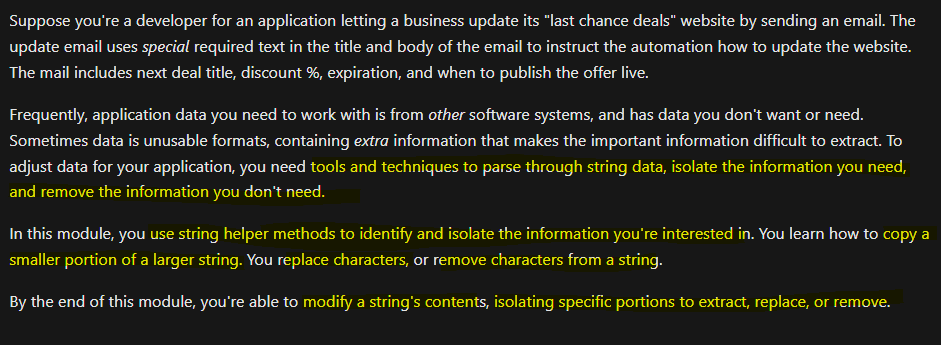 Suppose you're a developer for an application letting a business update its "last chance deals" website by sending an email. The
update email uses special required text in the title and body of the email to instruct the automation how to update the website.
The mail includes next deal title, discount %, expiration, and when to publish the offer live.
Frequently, application data you need to work with is from other software systems, and has data you don't want or need.
Sometimes data is unusable formats, containing extra information that makes the important information difficult to extract. To
adjust data for your application, you need tools and techniques to parse through string data, isolate the information you need,
and remove the information you don't need.
In this module, you use string helper methods to identify and isolate the information you're interested in. You learn how to copy a
smaller portion of a larger string. You replace characters, or remove characters from a string.
By the end of this module, you're able to modify a string's contents, isolating specific portions to extract, replace, or remove.